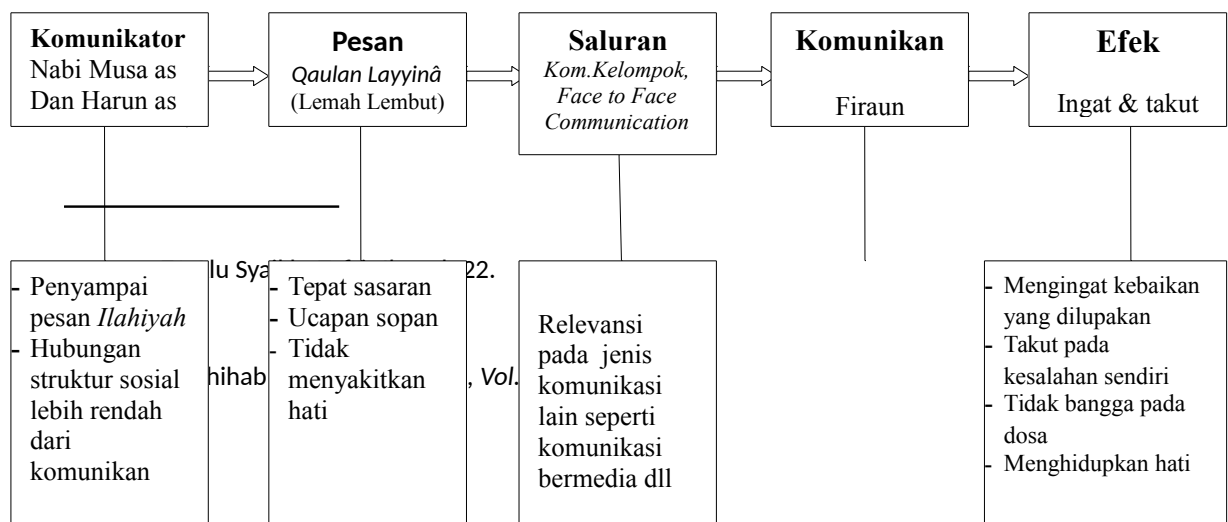 Komunikator
Nabi Musa as
Dan Harun as
Pesan
Qaulan Layyinâ
(Lemah Lembut)
Saluran
Kom.Kelompok,
Face to Face
Communication
Komunikan
Firaun
Efek
Ingat & takut
22.
, Vol.
- Penyampai
pesan Ilahiyah
- Hubungan
struktur sosial
lebih rendah
dari
komunikan
- Tepat sasaran
- Ucapan sopan
- Tidak
menyakitkan
hati
Relevansi
pada jenis
komunikasi
lain seperti
komunikasi
bermedia dll
- Mengingat kebaikan
yang dilupakan
- Takut pada
kesalahan sendiri
- Tidak bangga pada
dosa
- Menghidupkan hati